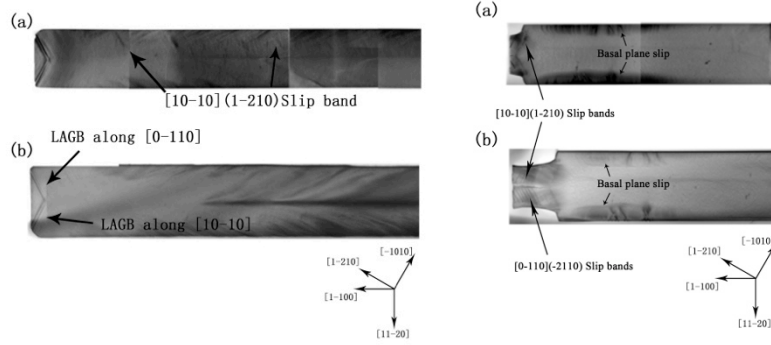 (a)
[10-10](1-210)Slip band
LAGB along [0-110]
(b)
LAGB along [10-10]
[-1010]
[1-210]
[1-100]
[11-20]
(a)
Basal plane slip
[10-10](1-210) Slip bands
(b)
Basal plane slip
[0-110](-2110) Slip bands
[-1010]
[1-210]
[1-100]
[11-20]